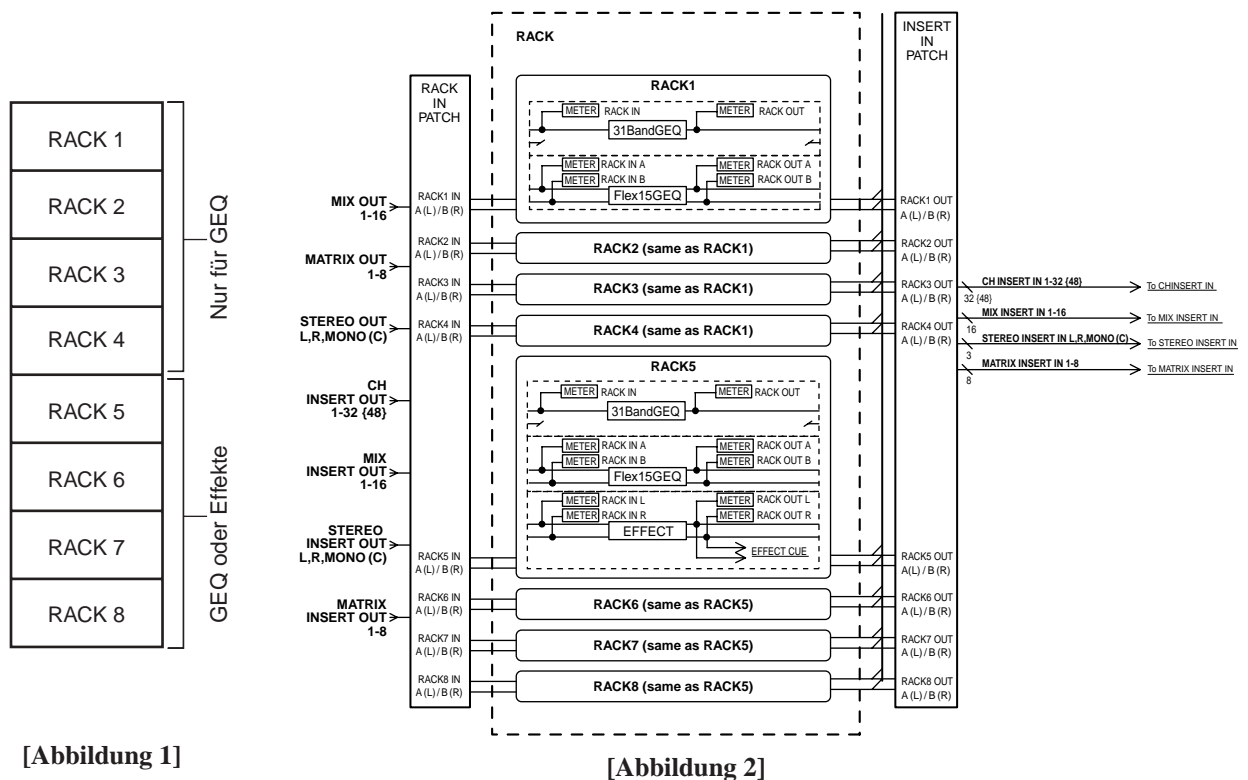 RACK 1
RACK 2
RACK 3
RACK 4
RACK 5
RACK 6
RACK 7
RACK 8
Nur für GEQ
GEQ oder Effekte
[Abbildung 1]
MIX OUT
1-16
MATRIX OUT
1-8
STEREO OUT
L,R,MONO (C)
CH
INSERT OUT
1-32 {48}
MIX
INSERT OUT
1-16
STEREO
INSERT OUT
L,R,MONO (C)
MATRIX
INSERT OUT
1-8
RACK
IN
PATCH
RACK1 IN
A (L) / B (R)
RACK2 IN
A (L) / B (R)
RACK3 IN
A (L) / B (R)
RACK4 IN
A (L) / B (R)
RACK5 IN
A (L) / B (R)
RACK6 IN
A (L) / B (R)
RACK7 IN
A (L) / B (R)
RACK8 IN
A (L) / B (R)
RACK
RACK1
METER RACK IN METER RACK OUT
31BandGEQ
METER RACK IN A METER RACK OUT A
METER RACK IN B METER RACK OUT B
Flex15GEQ
RACK2 (same as RACK1)
RACK3 (same as RACK1)
RACK4 (same as RACK1)
RACK5
METER RACK IN METER RACK OUT
31BandGEQ
METER RACK IN A METER RACK OUT A
METER RACK IN B METER RACK OUT B
Flex15GEQ
METER RACK IN L METER RACK OUT L
METER RACK IN R METER RACK OUT R
EFFECT
EFFECT CUE
RACK6 (same as RACK5)
RACK7 (same as RACK5)
RACK8 (same as RACK5)
INSERT
IN
PATCH
RACK1 OUT
A (L) / B (R)
RACK2 OUT
A (L) / B (R)
RACK3 OUT
A (L) / B (R)
RACK4 OUT
A (L) / B (R)
RACK5 OUT
A(L) / B (R)
RACK6 OUT
A (L) / B (R)
RACK7 OUT
A (L) / B (R)
RACK8 OUT
A (L) / B (R)
CH INSERT IN 1-32 {48} To CHINSERT IN
32 {48}
MIX INSERT IN 1-16 To MIX INSERT IN
16
STEREO INSERT IN L,R,MONO (C) To STEREO INSERT IN
3
MATRIX INSERT IN 1-8 To MATRIX INSERT IN
8
[Abbildung 2]